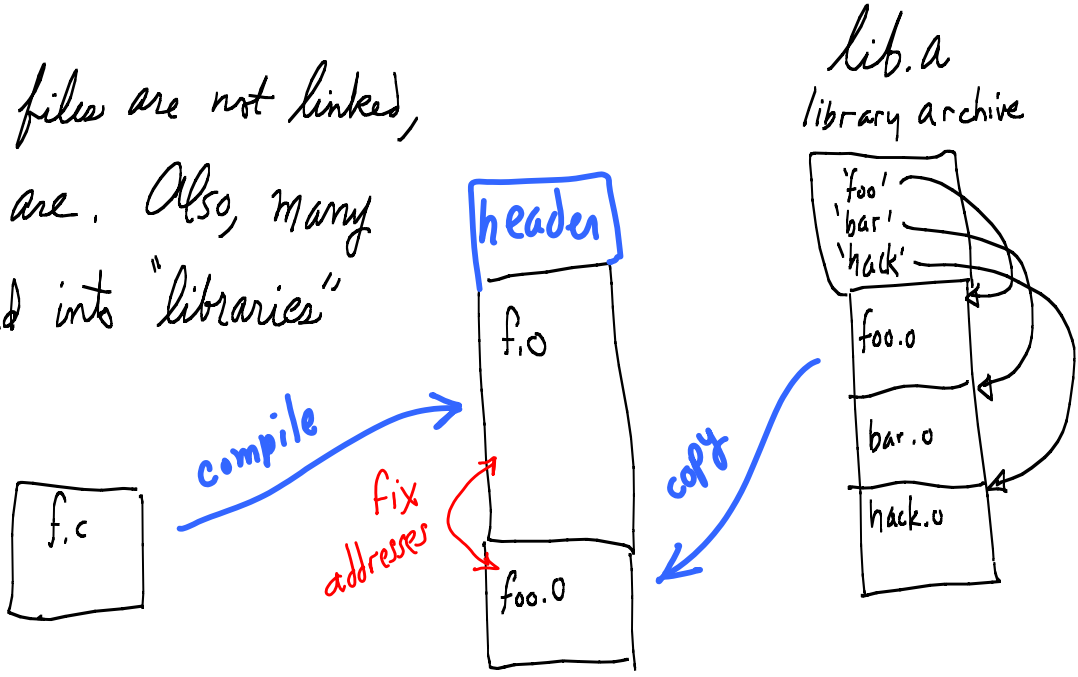 files are not linked,
are. Also, many
d into "libraries"
lib.a
library archive
'foo'
'bar'
'hack'
foo.o
bar.o
hack.o
header
f.o
foo.o
compile
f.c
fix
addresses
copy